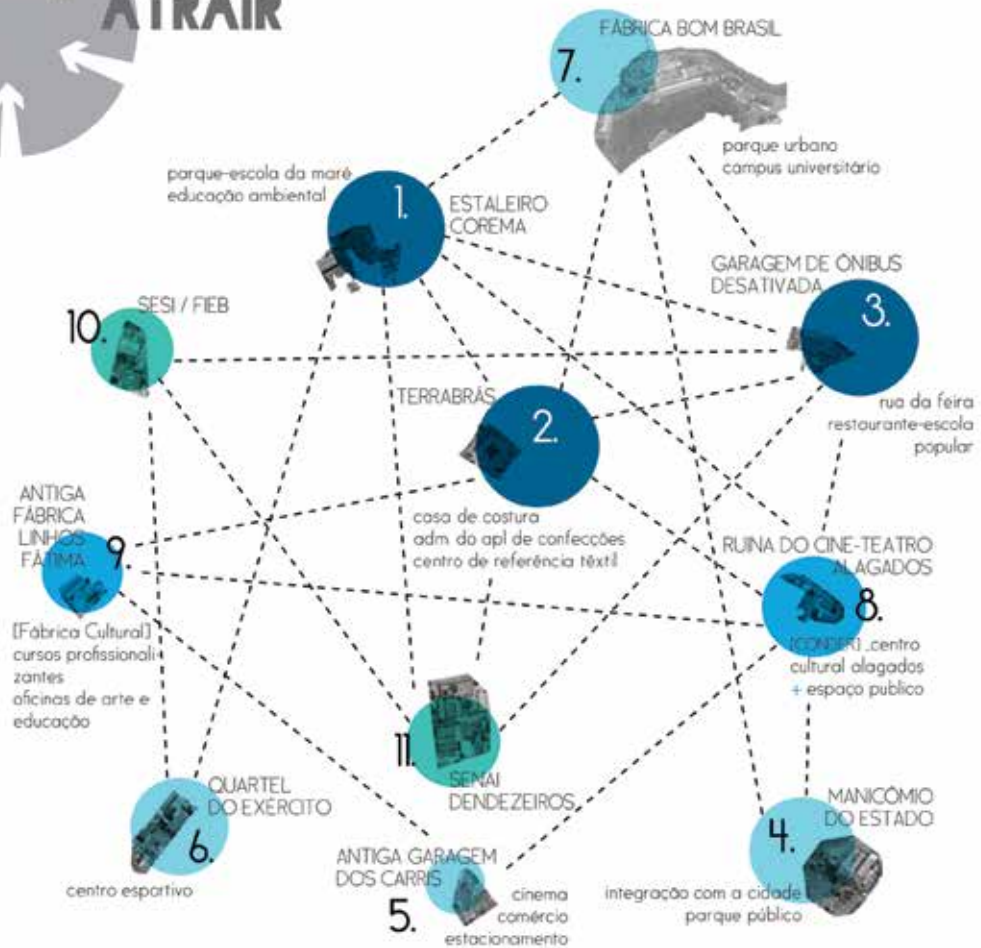 ATRAIR
FÁBRICA BOM BRASIL
7.
parque urbano
campus universitário
parque-escola da maré
educação ambiental
1.
ESTALEIRO
COREMA
GARAGEM DE ÔNIBUS
DESATIVADA
3.
rua da feira
restourante-escola
popular
SESI / FIEB
10.
TERRABRÁS
2.
casa de costura
adm. do apl de confecções
centro de referência têxtil
ANTIGA
FÁBRICA
LINHOS
FÁTIMA
9.
[Fábrica Cultural]
cursos profissionali-
zantes
oficinas de arte e
educação
RUINA DO CINE-TEATRO
ALAGADOS
8.
[CONDER]_centro
cultural alagados
+ espaço publico
11.
SENAI
DENDEZEIROS
QUARTEL
DO EXÉRCITO
6.
centro esportivo
ANTIGA GARAGEM
DOS CARRIS
5.
cinema
comércio
estacionamento
MANICÔMIO
DO ESTADO
4.
integração com a cidade
parque público